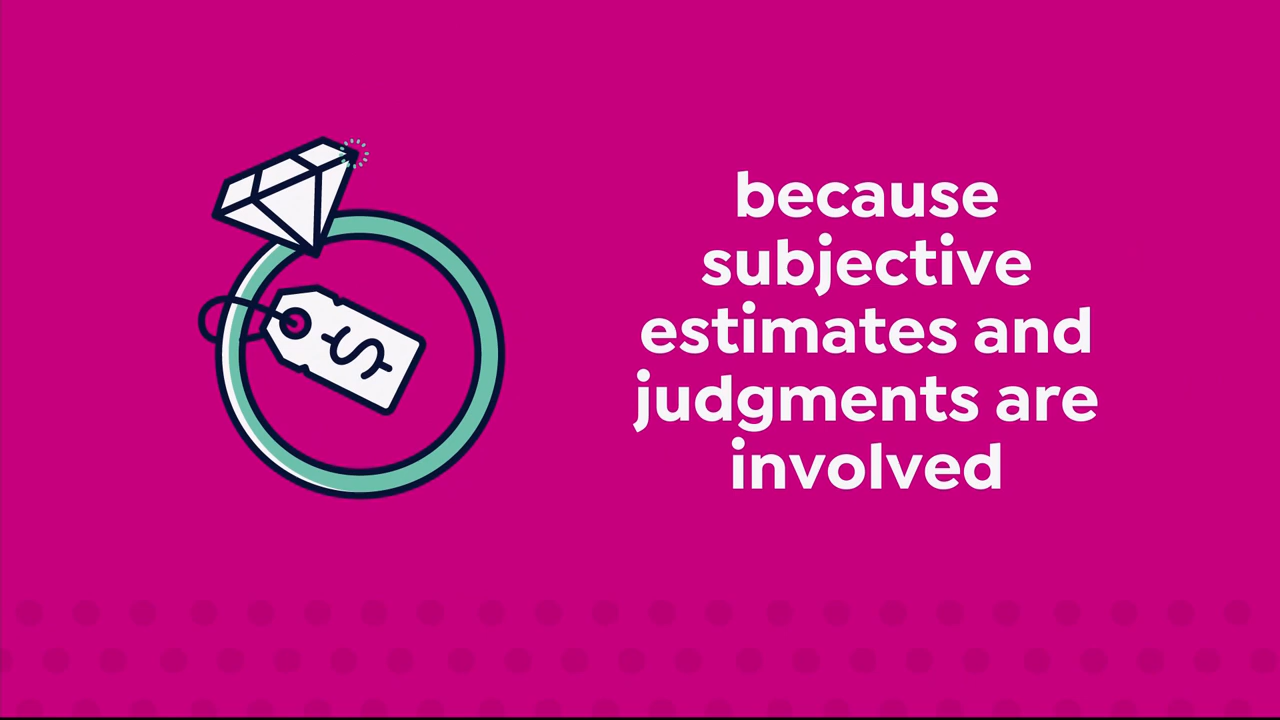 because
subjective
estimates and
judgments are
involved
$